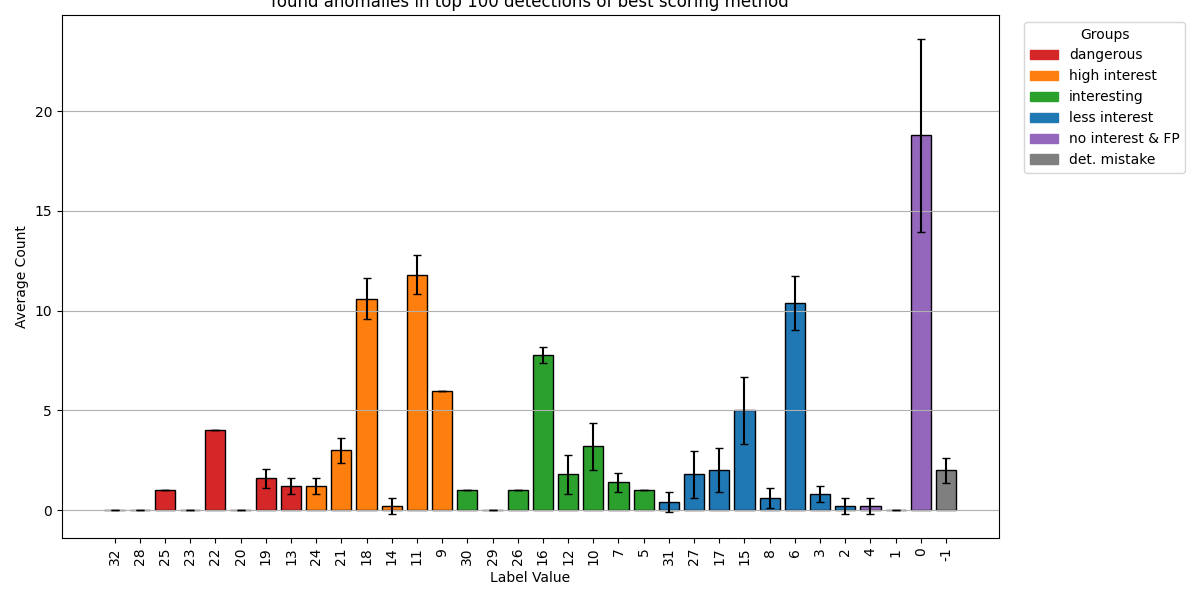 found anomalies in top 100 detections of best scoring method
Groups
dangerous
high interest
interesting
less interest
no interest & FP
det. mistake
Average Count
20
15
10
5
0
32 28 25 23 22 20 19 13 24 21 18 14 11 9 30 29 26 16 12 10 7 5 31 27 17 15 8 6 3 2 4 1 0 -1
Label Value